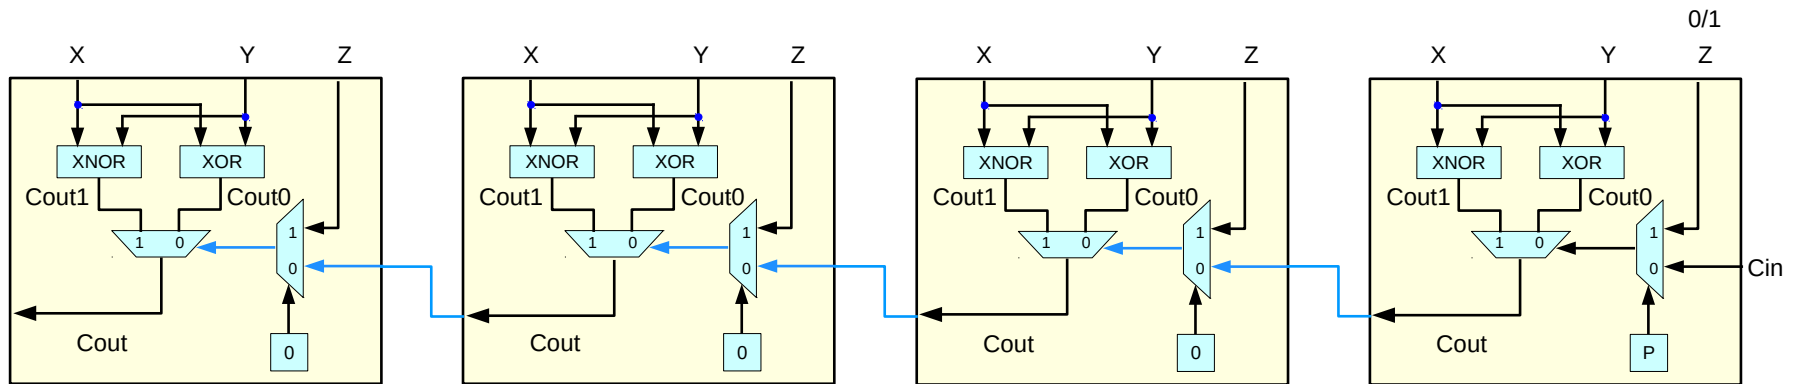 0/1
X Y Z X Y Z X Y Z X Y Z
XNOR XOR XNOR XOR XNOR XOR XNOR XOR
Cout1 Cout0 Cout1 Cout0 Cout1 Cout0 Cout1 Cout0
1 0 1 1 0 1 1 0 1 1 0 1
0 0 0 0 Cin
Cout 0 Cout 0 Cout 0 Cout P